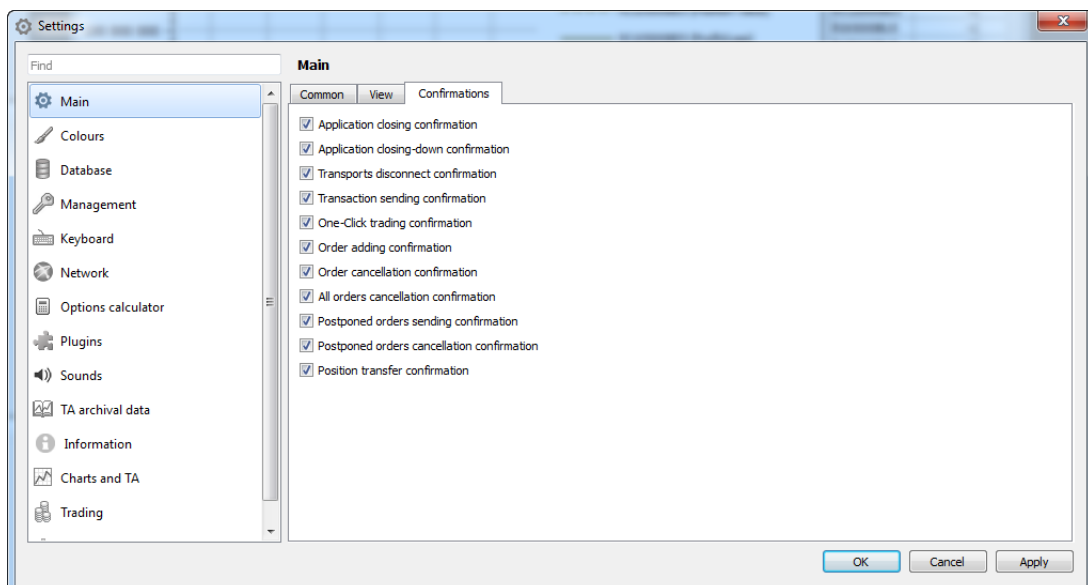 Settings
Find
Main
Colours
Database
Management
Keyboard
Network
Options calculator
Plugins
Sounds
TA archival data
Information
Charts and TA
Trading
Main
Common View Confirmations
Application closing confirmation
Application closing-down confirmation
Transports disconnect confirmation
Transaction sending confirmation
One-Click trading confirmation
Order adding confirmation
Order cancellation confirmation
All orders cancellation confirmation
Postponed orders sending confirmation
Postponed orders cancellation confirmation
Position transfer confirmation
OK Cancel Apply